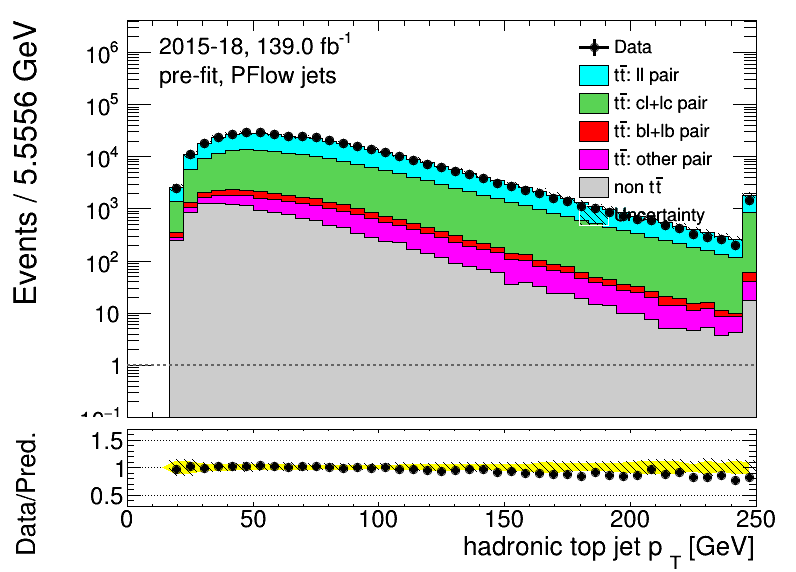 Events / 5.5556 GeV
10⁶
10⁵
10⁴
10³
10²
10
1
10⁻¹
2015-18, 139.0 fb⁻¹
pre-fit, PFlow jets
Data
tt̄: ll pair
tt̄: cl+lc pair
tt̄: bl+lb pair
tt̄: other pair
non tt̄
Uncertainty
Data/Pred.
1.5
1
0.5
0 50 100 150 200 250
hadronic top jet p_T [GeV]